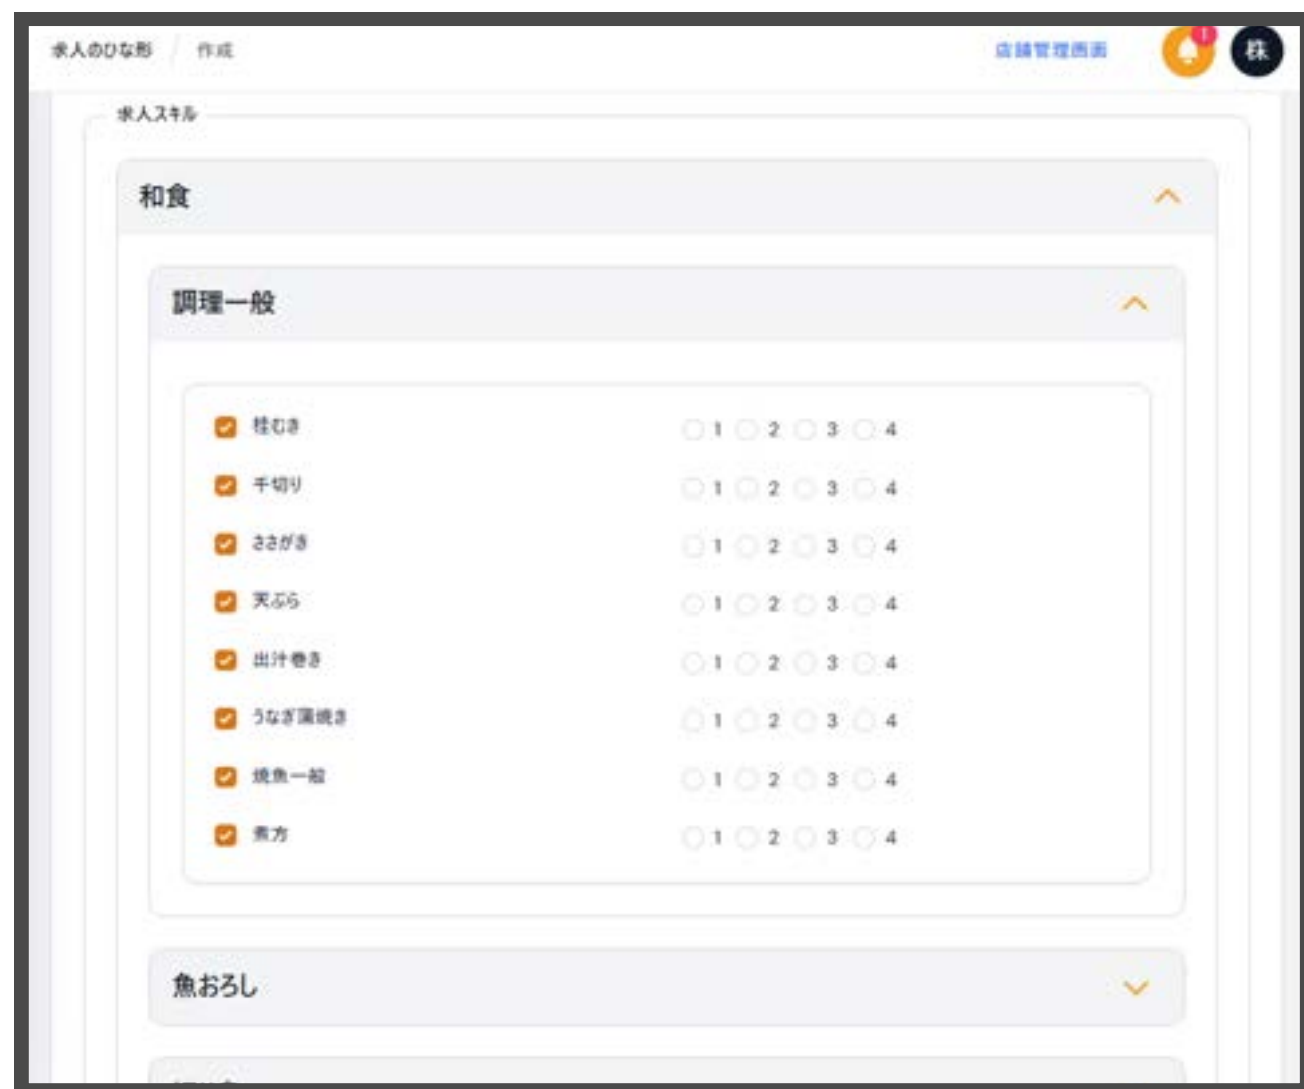 求人のひな形 / 作成 店舗管理画面 1 株
求人スキル
和食
調理一般
桂むき 1 2 3 4
千切り 1 2 3 4
ささがき 1 2 3 4
天ぷら 1 2 3 4
出汁巻き 1 2 3 4
うなぎ蒲焼き 1 2 3 4
焼魚一般 1 2 3 4
煮方 1 2 3 4
魚おろし